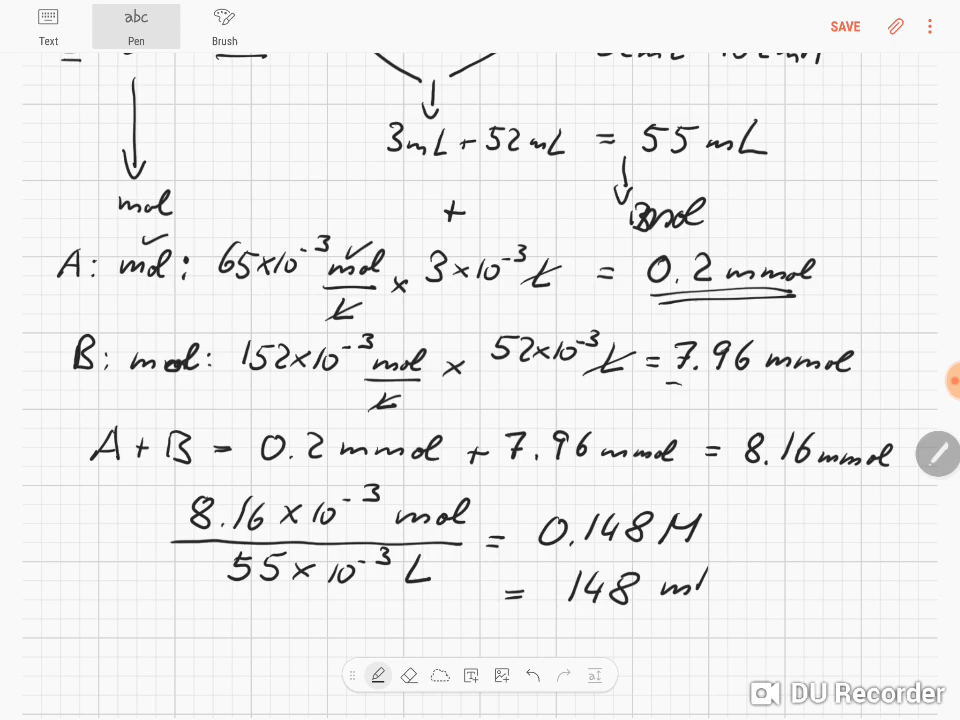 Text
abc
Pen
Brush
SAVE
3mL + 52mL = 55mL
mol
+
mol
A: mol: 65×10⁻³ mol/L × 3×10⁻³ L = 0.2 mmol
B: mol: 152×10⁻³ mol/L × 52×10⁻³ L = 7.96 mmol
A + B = 0.2 mmol + 7.96 mmol = 8.16 mmol
8.16 × 10⁻³ mol
= 0.148 M
55 × 10⁻³ L
= 148 m
DU Recorder